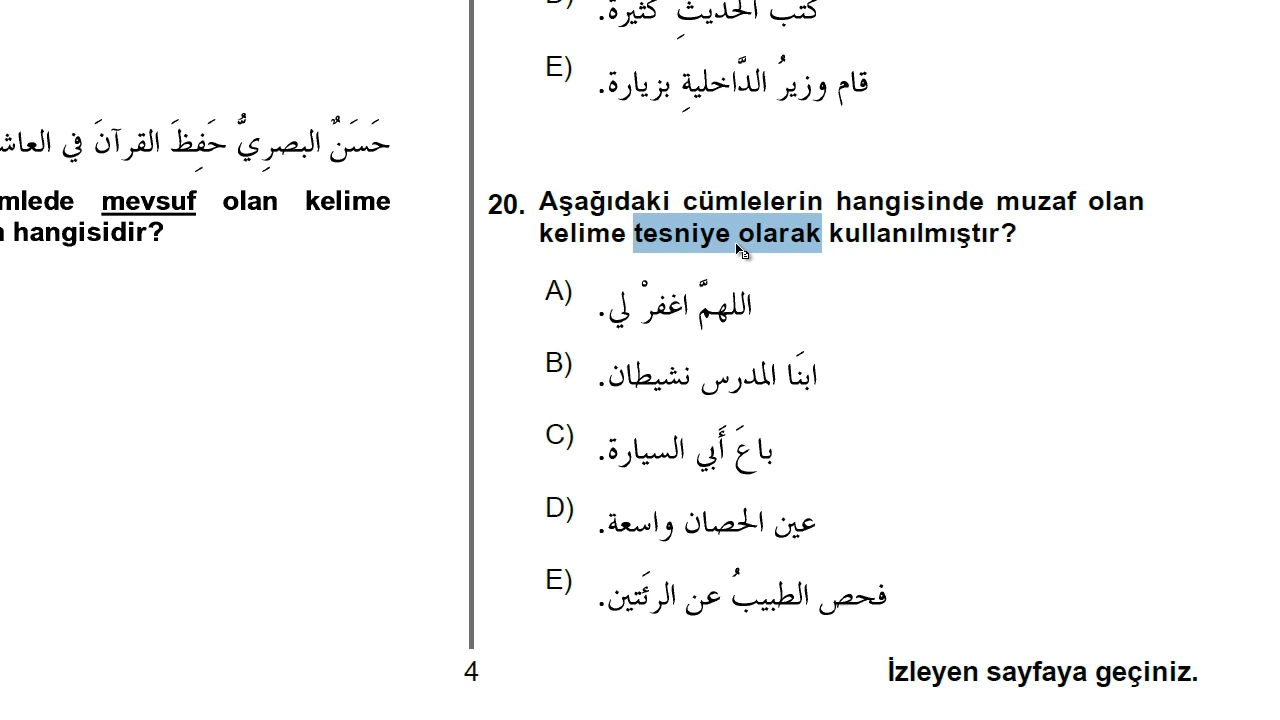 حَسَنٌ البصرِيُّ حَفِظَ القرآنَ في
mlede mevsuf olan kelime
hangisidir?
كتب الحديثِ كثيرة.
E) قام وزيرُ الدَّاخليةِ بزيارة.
20. Aşağıdaki cümlelerin hangisinde muzaf olan
kelime tesniye olarak kullanılmıştır?
A) اللهمَّ اغفرْ لي.
B) ابنَا المدرس نشيطان.
C) باعَ أَبي السيارة.
D) عين الحصان واسعة.
E) فحص الطبيبُ عن الرئَتين.
4
İzleyen sayfaya geçiniz.